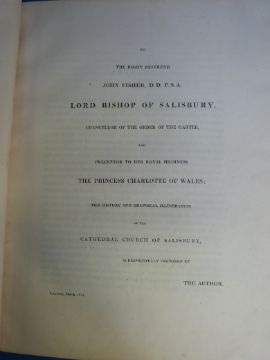 TO
THE RIGHT REVEREND
JOHN FISHER, D.D. F.S.A.
LORD BISHOP OF SALISBURY,
CHANCELLOR OF THE ORDER OF THE GARTER,
AND
PRECEPTOR TO HER ROYAL HIGHNESS
THE PRINCESS CHARLOTTE OF WALES;
THIS HISTORY AND GRAPHICAL ILLUSTRATION
OF THE
CATHEDRAL CHURCH OF SALISBURY,
IS RESPECTFULLY INSCRIBED BY
THE AUTHOR.